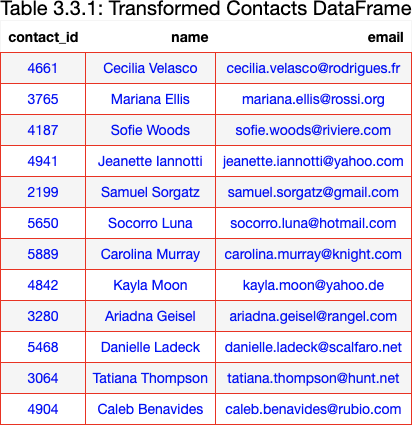 Table 3.3.1: Transformed Contacts DataFrame
contact_id name email
4661 Cecilia Velasco cecilia.velasco@rodrigues.fr
3765 Mariana Ellis mariana.ellis@rossi.org
4187 Sofie Woods sofie.woods@riviere.com
4941 Jeanette Iannotti jeanette.iannotti@yahoo.com
2199 Samuel Sorgatz samuel.sorgatz@gmail.com
5650 Socorro Luna socorro.luna@hotmail.com
5889 Carolina Murray carolina.murray@knight.com
4842 Kayla Moon kayla.moon@yahoo.de
3280 Ariadna Geisel ariadna.geisel@rangel.com
5468 Danielle Ladeck danielle.ladeck@scalfaro.net
3064 Tatiana Thompson tatiana.thompson@hunt.net
4904 Caleb Benavides caleb.benavides@rubio.com